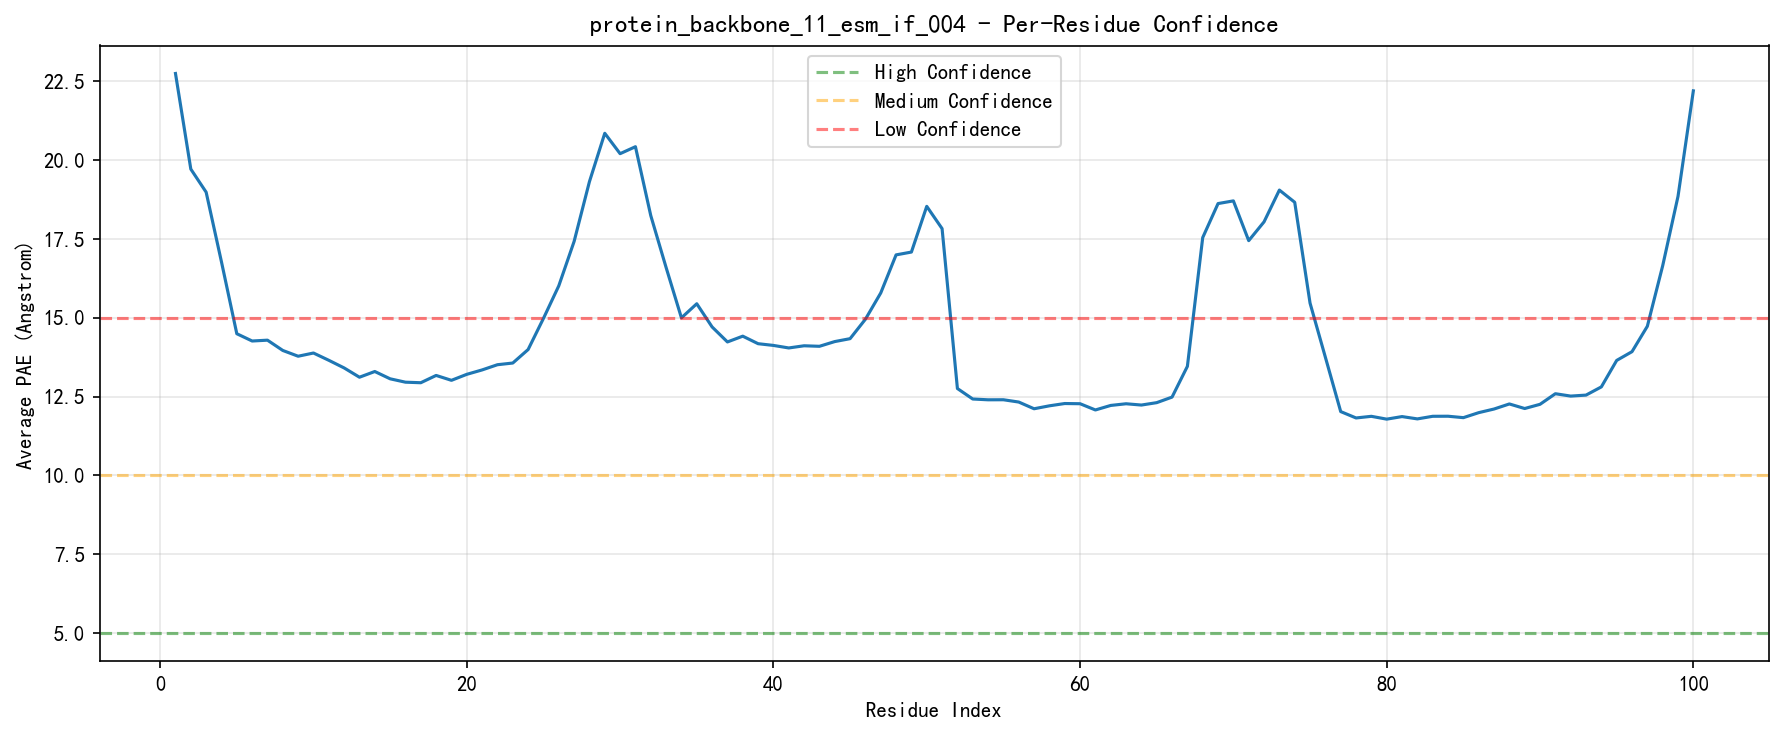 protein_backbone_11_esm_if_004 - Per-Residue Confidence
High Confidence
Medium Confidence
Low Confidence
Average PAE (Angstrom)
22.5
20.0
17.5
15.0
12.5
10.0
7.5
5.0
0 20 40 60 80 100
Residue Index